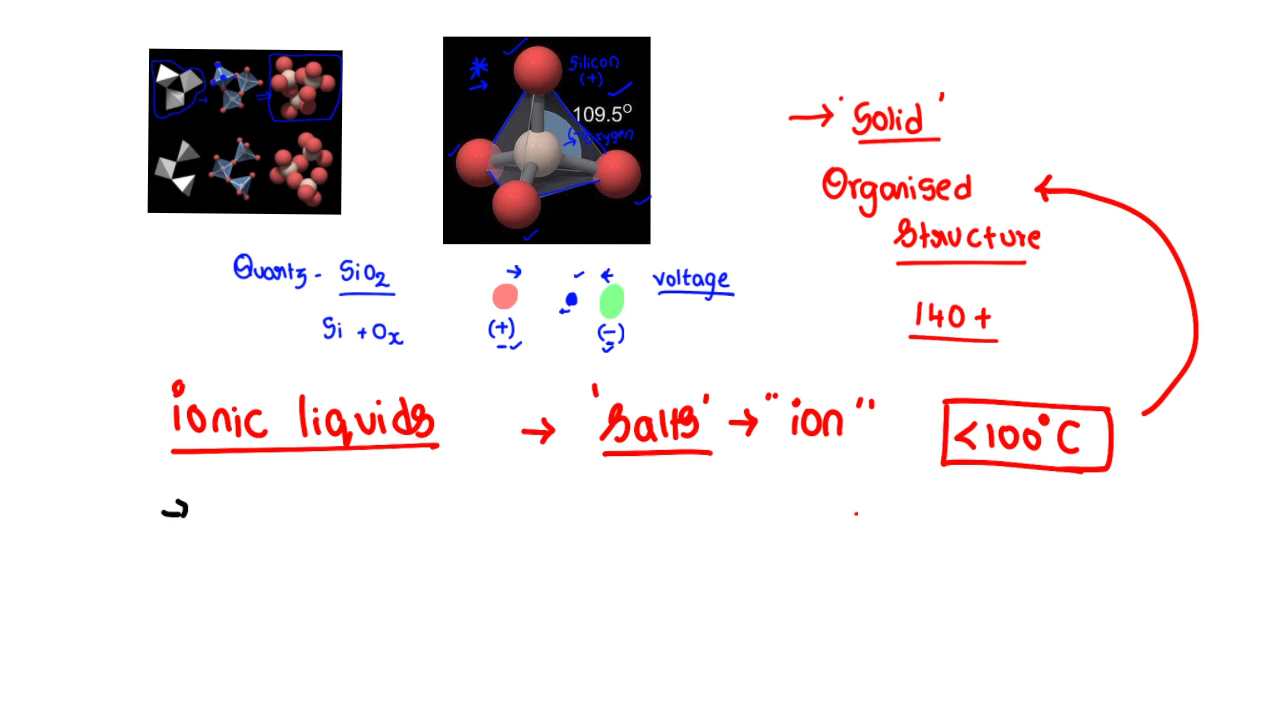 Silicon
(+)
109.5°
Oxygen
→ 'Solid'
Organised
Structure
140+
Quartz - SiO2
Si + Ox
voltage
(+) (-)
ionic liquids → 'Salts' → "ion" <100°C
→